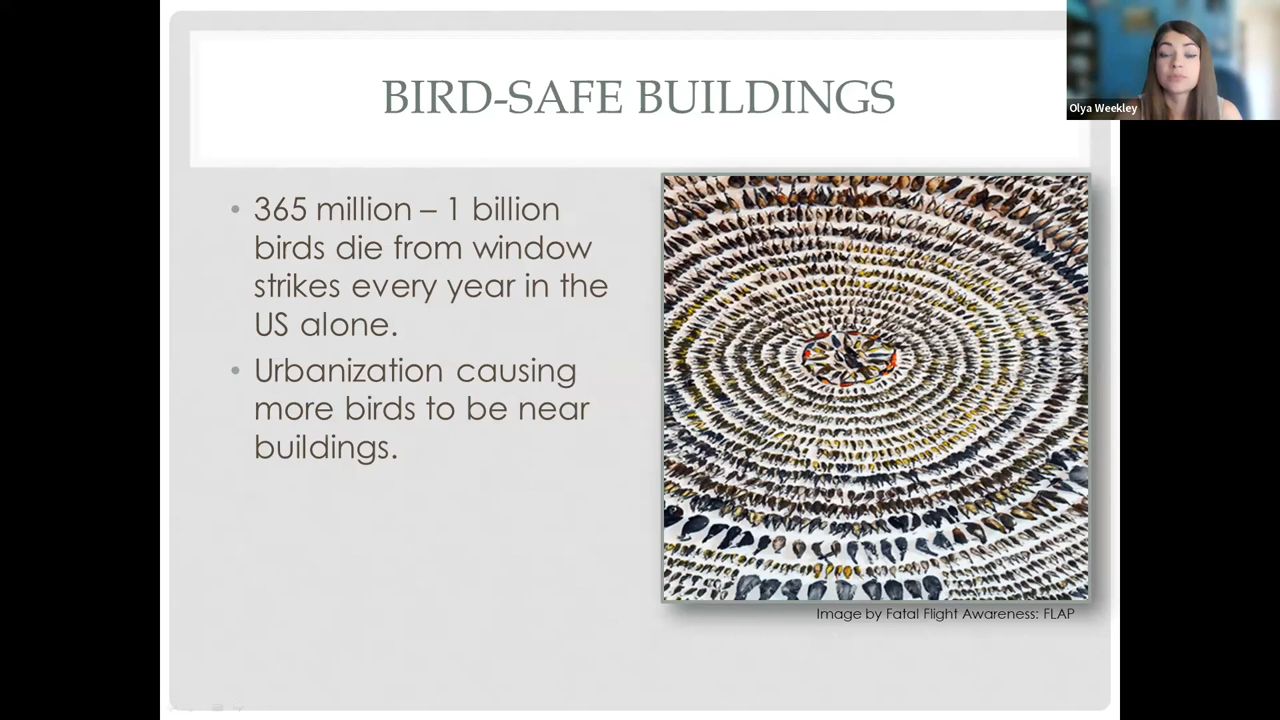 BIRD-SAFE BUILDINGS
Olya Weekley
• 365 million – 1 billion
birds die from window
strikes every year in the
US alone.
• Urbanization causing
more birds to be near
buildings.
Image by Fatal Flight Awareness: FLAP